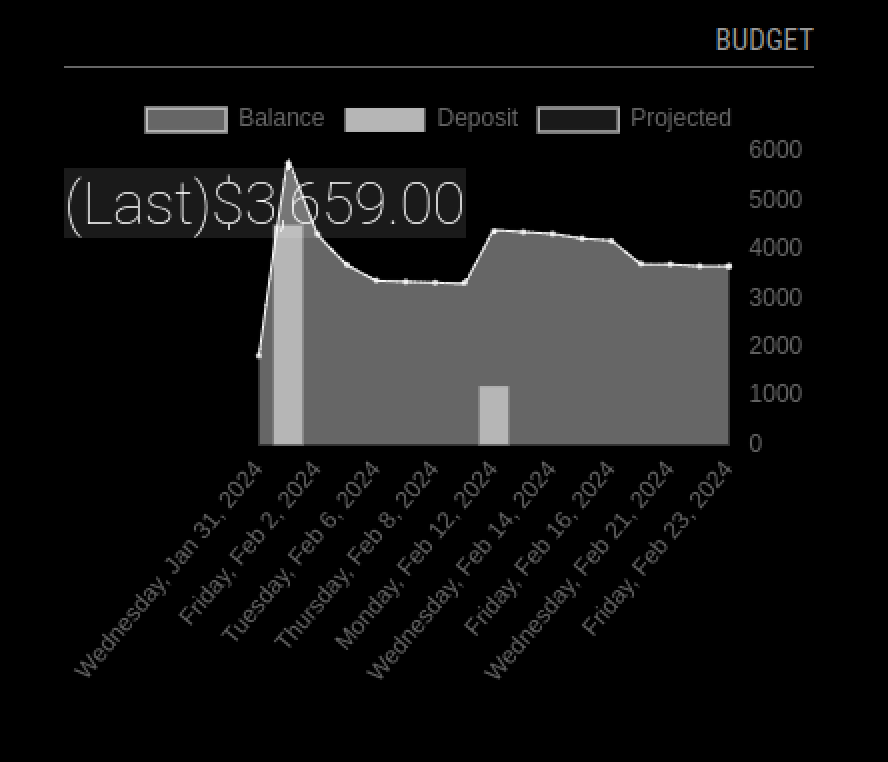 BUDGET
Balance Deposit Projected
6000
(Last)$3,659.00
5000
4000
3000
2000
1000
0
Wednesday, Jan 31, 2024
Friday, Feb 2, 2024
Tuesday, Feb 6, 2024
Thursday, Feb 8, 2024
Monday, Feb 12, 2024
Wednesday, Feb 14, 2024
Friday, Feb 16, 2024
Wednesday, Feb 21, 2024
Friday, Feb 23, 2024